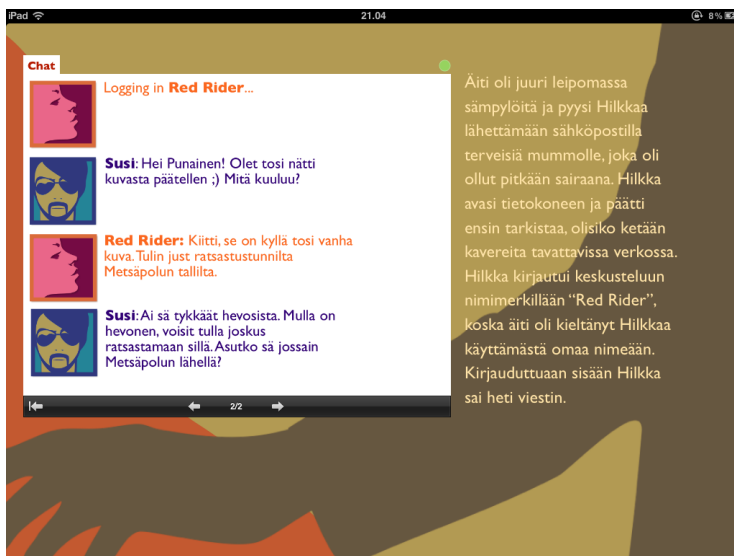 iPad
21.04
8%
Chat
Logging in Red Rider...
Susi: Hei Punainen! Olet tosi nätti
kuvasta päätellen ;) Mitä kuuluu?
Red Rider: Kiitti, se on kyllä tosi vanha
kuva. Tulin just ratsastustunnilta
Metsäpolun tallilta.
Susi: Ai sä tykkäät hevosista. Mulla on
hevonen, voisit tulla joskus
ratsastamaan sillä. Asutko sä jossain
Metsäpolun lähellä?
2/2
Äiti oli juuri leipomassa
sämpylöitä ja pyysi Hilkkaa
lähettämään sähköpostilla
terveisiä mummolle, joka oli
ollut pitkään sairaana. Hilkka
avasi tietokoneen ja päätti
ensin tarkistaa, olisiko ketään
kavereita tavattavissa verkossa.
Hilkka kirjautui keskusteluun
nimimerkillään “Red Rider”,
koska äiti oli kieltänyt Hilkkaa
käyttämästä omaa nimeään.
Kirjauduttuaan sisään Hilkka
sai heti viestin.